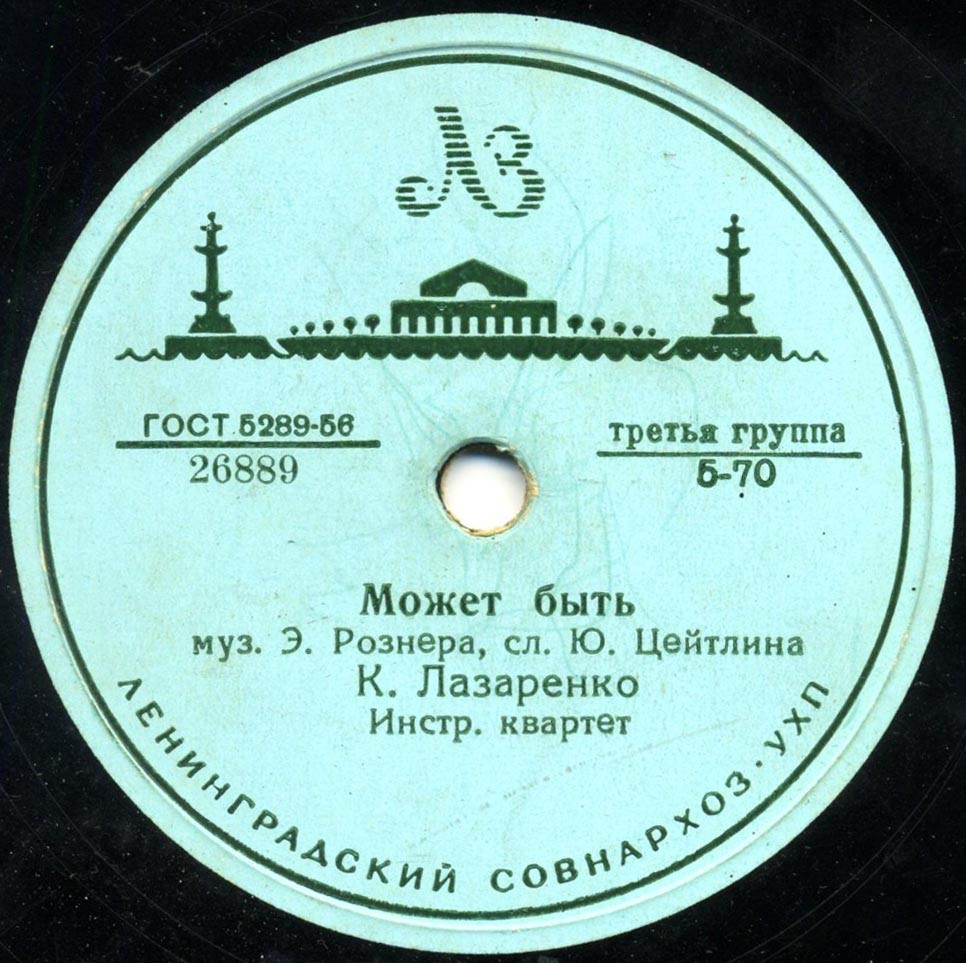 ЛЗ
ГОСТ 5289-56
26889
третья группа
5-70
Может быть
муз. Э. Рознера, сл. Ю. Цейтлина
К. Лазаренко
Инстр. квартет
ЛЕНИНГРАДСКИЙ СОВНАРХОЗ · УХП